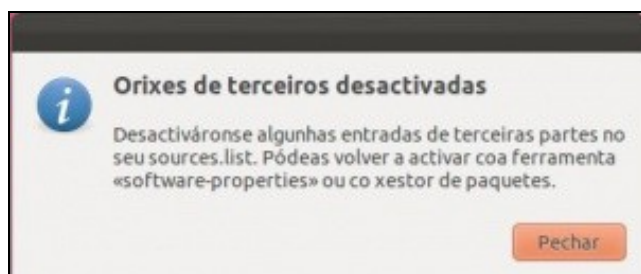 Orixes de terceiros desactivadas
Desactiváronse algunhas entradas de terceiras partes no
seu sources.list. Pódeas volver a activar coa ferramenta
«software-properties» ou co xestor de paquetes.
Pechar